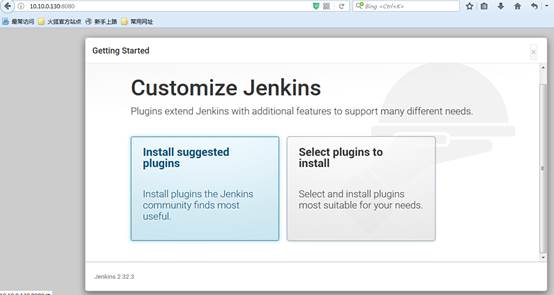 10.10.0.130:8080
Bing <Ctrl+K>
最常访问 火狐官方站点 新手上路 常用网址
Getting Started
Customize Jenkins
Plugins extend Jenkins with additional features to support many different needs.
Install suggested
plugins
Install plugins the Jenkins
community finds most
useful.
Select plugins to
install
Select and install plugins
most suitable for your needs.
Jenkins 2.32.3